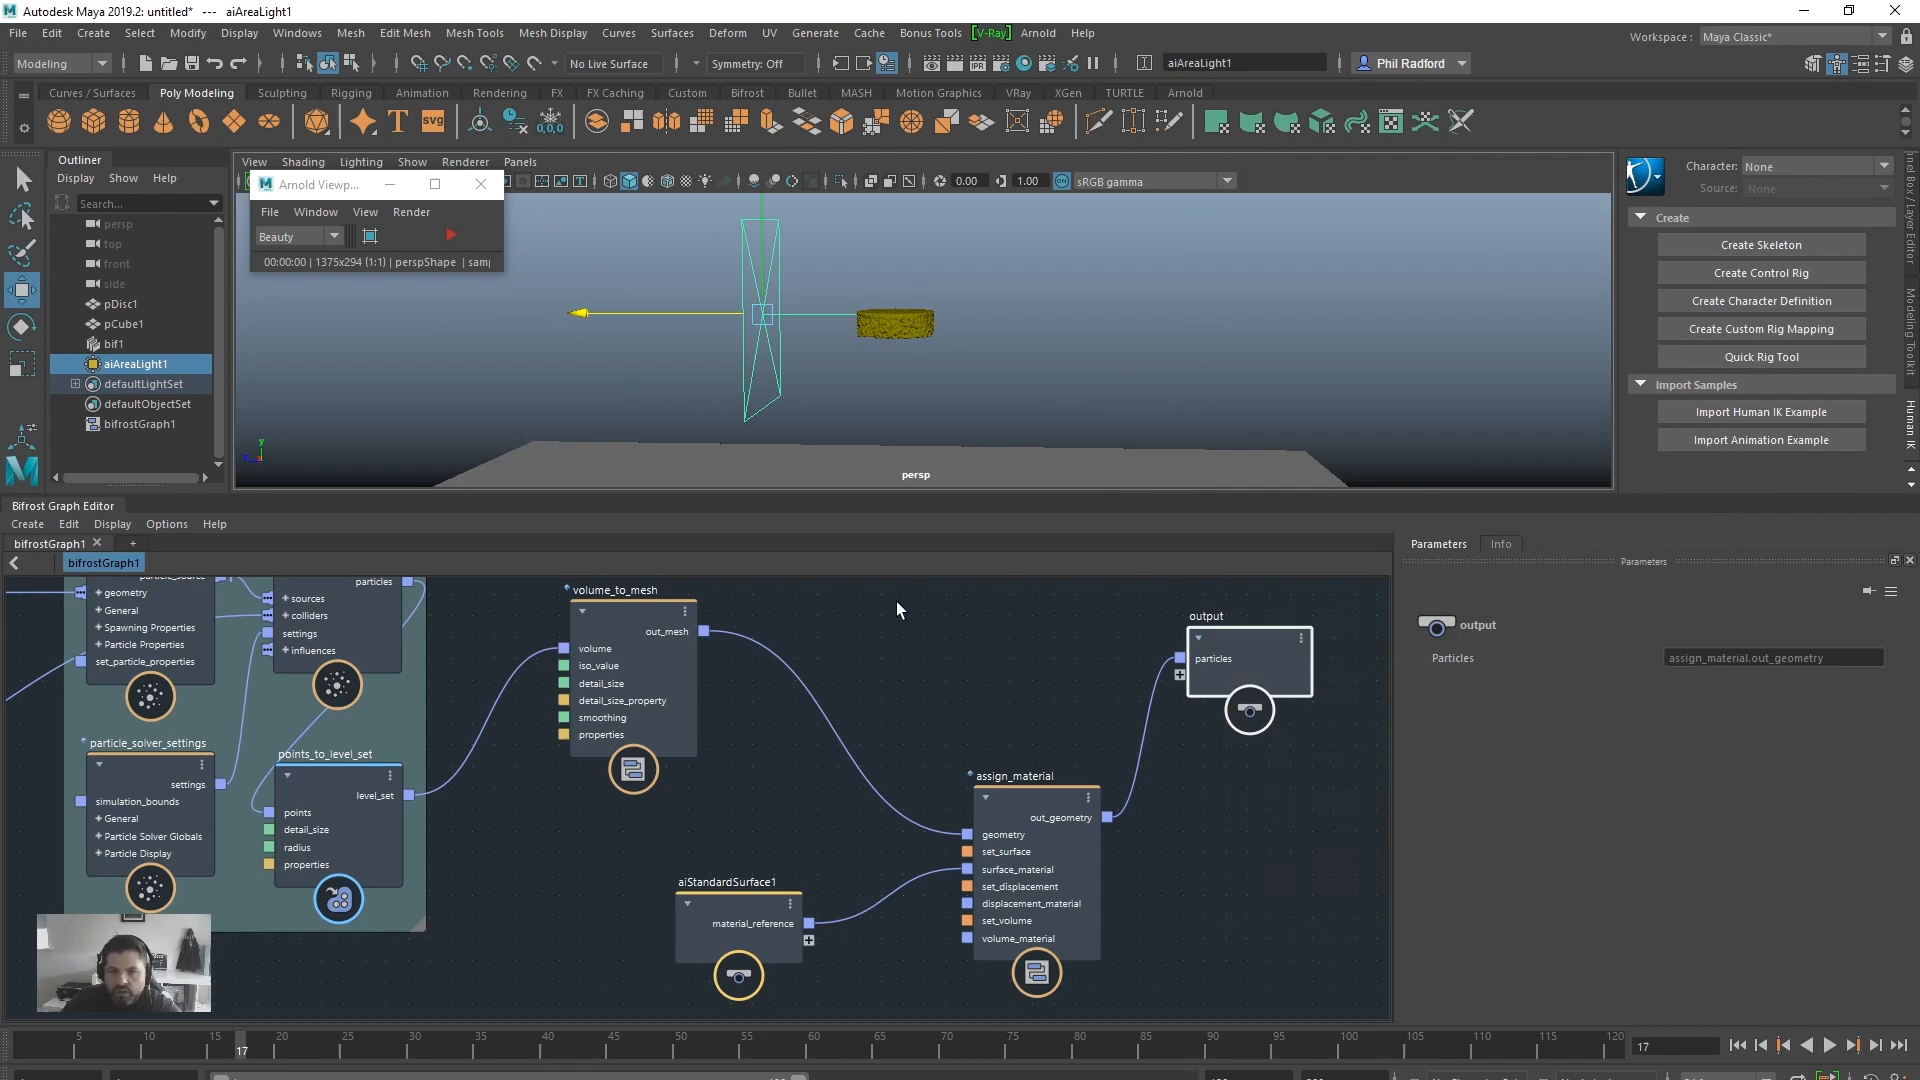 Autodesk Maya 2019.2: untitled*   ---   aiAreaLight1
File Edit Create Select Modify Display Windows Mesh Edit Mesh Mesh Tools Mesh Display Curves Surfaces Deform UV Generate Cache Bonus Tools [V-Ray] Arnold Help
Workspace : Maya Classic*
Modeling No Live Surface Symmetry: Off aiAreaLight1 Phil Radford
Curves / Surfaces Poly Modeling Sculpting Rigging Animation Rendering FX FX Caching Custom Bifrost Bullet MASH Motion Graphics VRay XGen TURTLE Arnold
T svg 0,0,0
Outliner
Display Show Help
Search...
persp
top
front
side
pDisc1
pCube1
bif1
aiAreaLight1
defaultLightSet
defaultObjectSet
bifrostGraph1
View Shading Lighting Show Renderer Panels
0.00 1.00 sRGB gamma
Arnold Viewp...
File Window View Render
Beauty
00:00:00 | 1375x294 (1:1) | perspShape | sam
y
persp
Character: None
Source: None
Create
Create Skeleton
Create Control Rig
Create Character Definition
Create Custom Rig Mapping
Quick Rig Tool
Import Samples
Import Human IK Example
Import Animation Example
Modeling Toolkit
Human IK
Bifrost Graph Editor
Create Edit Display Options Help
bifrostGraph1 +
bifrostGraph1
particle_source
geometry
General
Spawning Properties
Particle Properties
set_particle_properties
particles
sources
colliders
settings
influences
particle_solver_settings
settings
simulation_bounds
General
Particle Solver Globals
Particle Display
points_to_level_set
level_set
points
detail_size
radius
properties
volume_to_mesh
out_mesh
volume
iso_value
detail_size
detail_size_property
smoothing
properties
aiStandardSurface1
material_reference
assign_material
out_geometry
geometry
set_surface
surface_material
set_displacement
displacement_material
set_volume
volume_material
output
particles
Parameters Info
Parameters
output
Particles assign_material.out_geometry
5 10 15 17 20 25 30 35 40 45 50 55 60 65 70 75 80 85 90 95 100 105 110 115 120
17